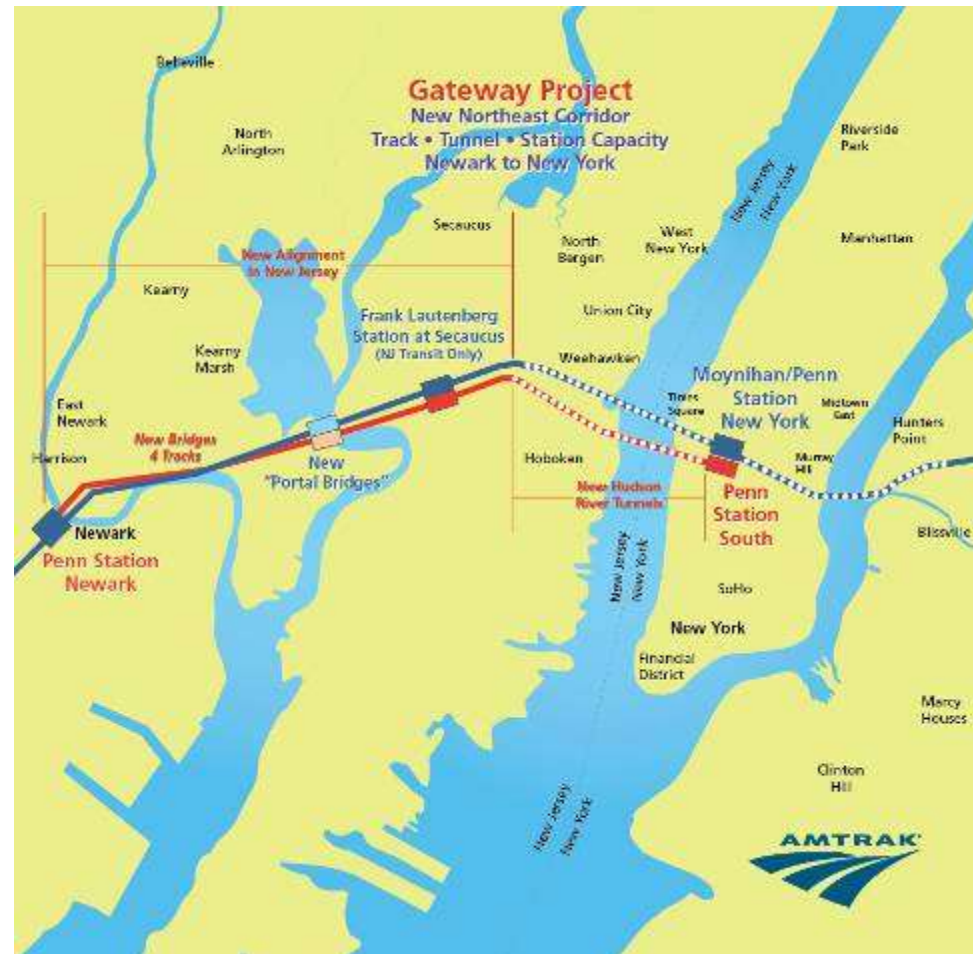 Belleville
Gateway Project
New Northeast Corridor
Track • Tunnel • Station Capacity
Newark to New York
North
Arlington
Riverside
Park
New Jersey
New York
Secaucus
West
New York
Manhattan
North
Bergen
New Alignment
in New Jersey
Kearny
Union City
Frank Lautenberg
Station at Secaucus
(NJ Transit Only)
Kearny
Marsh
Weehawken
Moynihan/Penn
Station
New York
Times
Square
Midtown
East
East
Newark
Hunters
Point
New Bridges
4 Tracks
Harrison
New
"Portal Bridges"
Hoboken
Murray
Hill
New Hudson
River Tunnels
Penn
Station
South
Newark
Penn Station
Newark
Blissville
New Jersey
New York
SoHo
New York
Financial
District
Marcy
Houses
Clinton
Hill
New Jersey
New York
AMTRAK